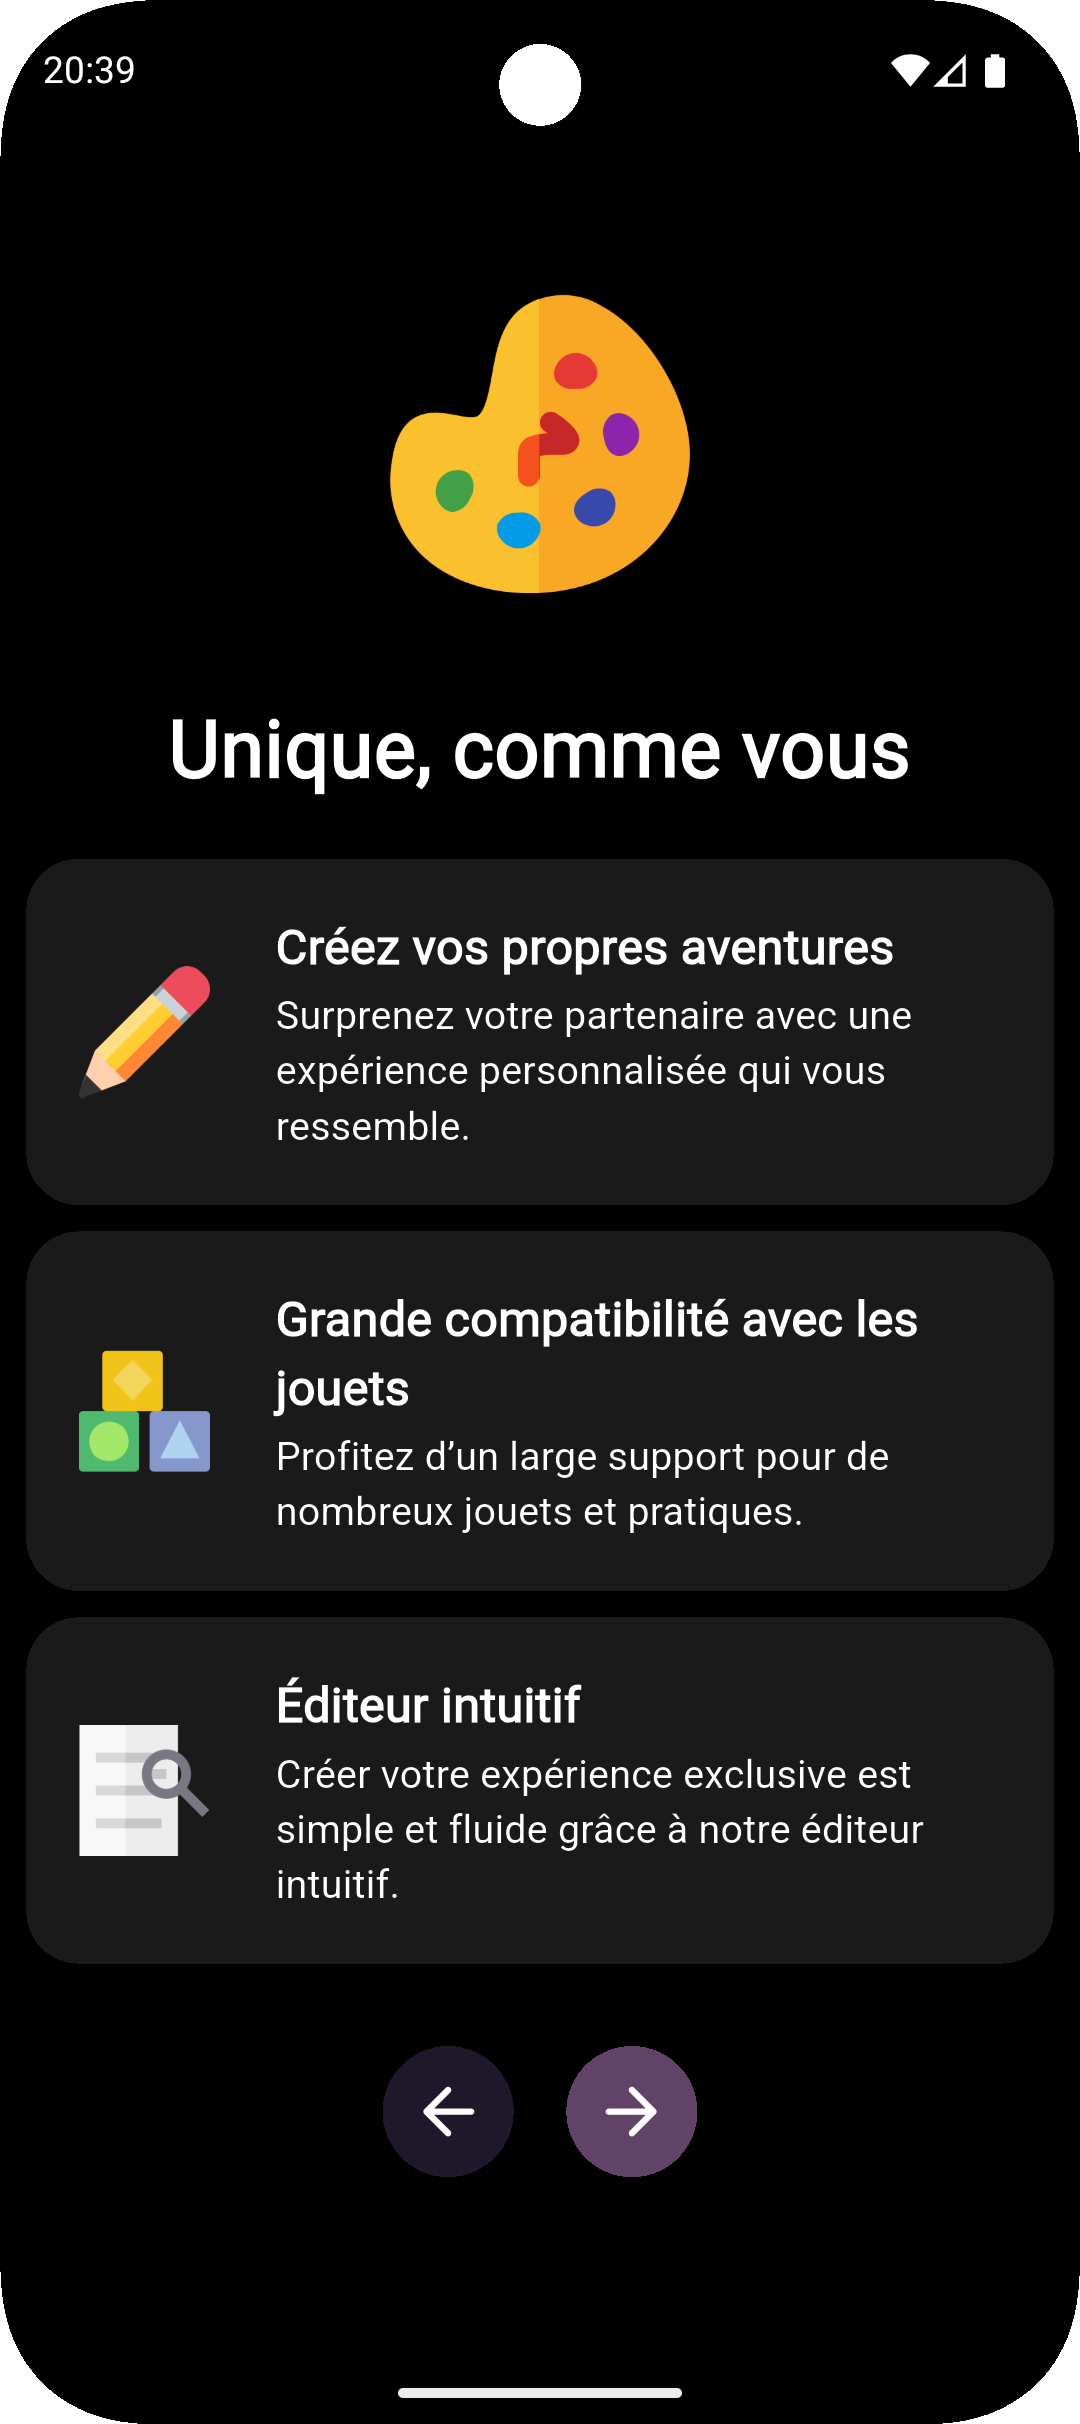 20:39
Unique, comme vous
Créez vos propres aventures
Surprenez votre partenaire avec une
expérience personnalisée qui vous
ressemble.
Grande compatibilité avec les
jouets
Profitez d’un large support pour de
nombreux jouets et pratiques.
Éditeur intuitif
Créer votre expérience exclusive est
simple et fluide grâce à notre éditeur
intuitif.